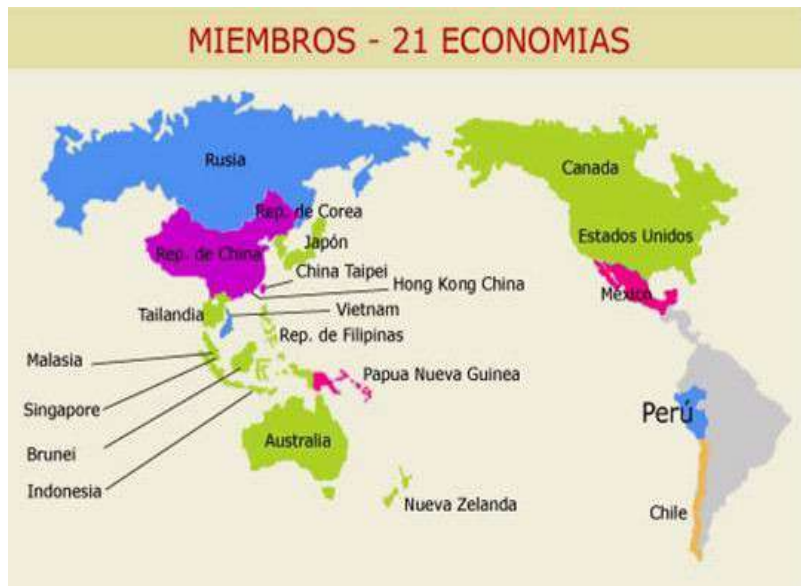 MIEMBROS - 21 ECONOMIAS
Rusia
Canada
Rep. de Corea
Estados Unidos
Japón
Rep. de China
China Taipei
Hong Kong China
México
Tailandia
Vietnam
Rep. de Filipinas
Malasia
Papua Nueva Guinea
Singapore
Perú
Australia
Brunei
Indonesia
Nueva Zelanda
Chile